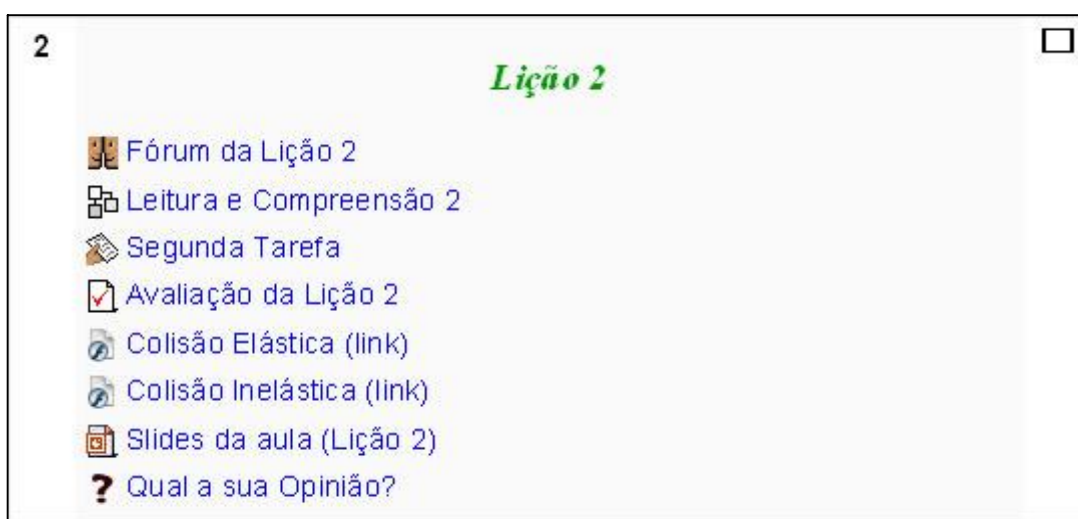 2
Lição 2
Fórum da Lição 2
Leitura e Compreensão 2
Segunda Tarefa
Avaliação da Lição 2
Colisão Elástica (link)
Colisão Inelástica (link)
Slides da aula (Lição 2)
Qual a sua Opinião?